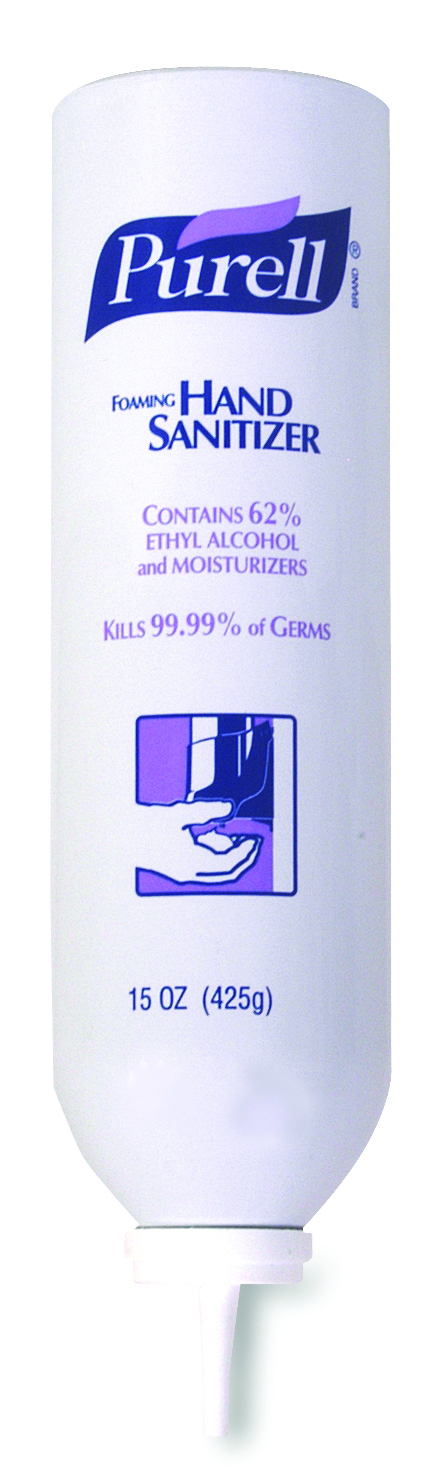 Purell
BRAND ®
FOAMING HAND
SANITIZER
CONTAINS 62%
ETHYL ALCOHOL
and MOISTURIZERS
KILLS 99.99% of GERMS
15 OZ (425g)